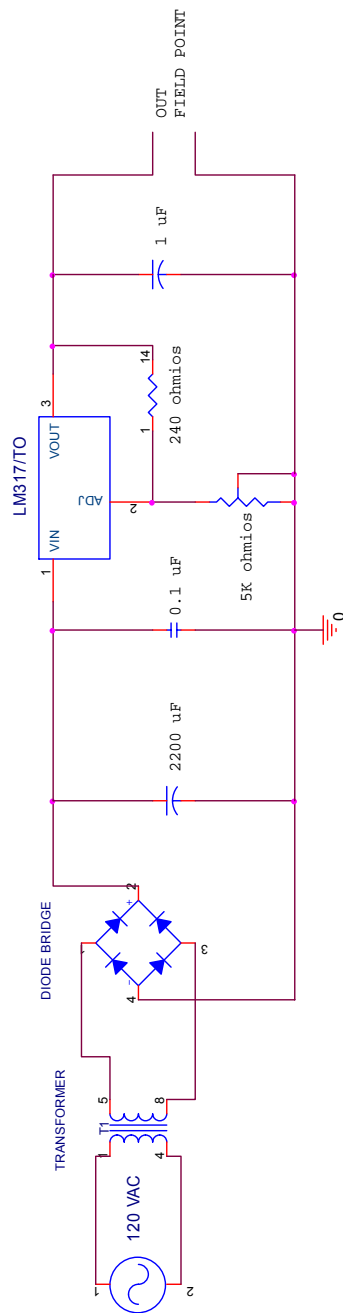 120 VAC
1
2
TRANSFORMER
T1
1
4
5
8
DIODE BRIDGE
1
2
3
4
+
-
2200 uF
0.1 uF
0
LM317/TO
1
VIN
VOUT
3
ADJ
2
1
14
240 ohmios
5K ohmios
1 uF
OUT
FIELD POINT